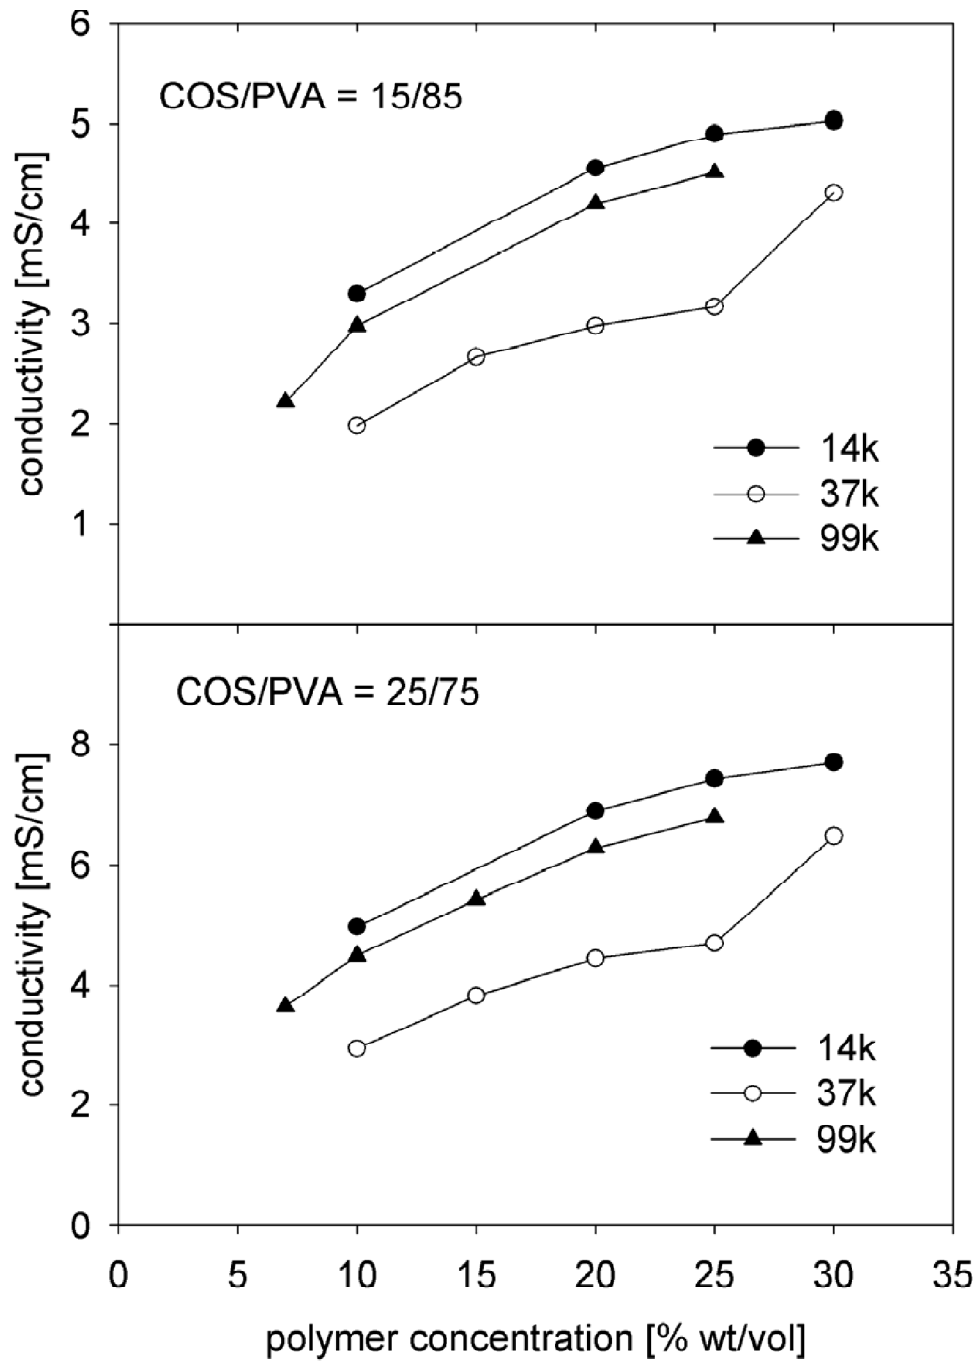 6
COS/PVA = 15/85
5
4
3
2
1
conductivity [mS/cm]
14k
37k
99k
COS/PVA = 25/75
8
6
4
2
0
conductivity [mS/cm]
14k
37k
99k
0 5 10 15 20 25 30 35
polymer concentration [% wt/vol]